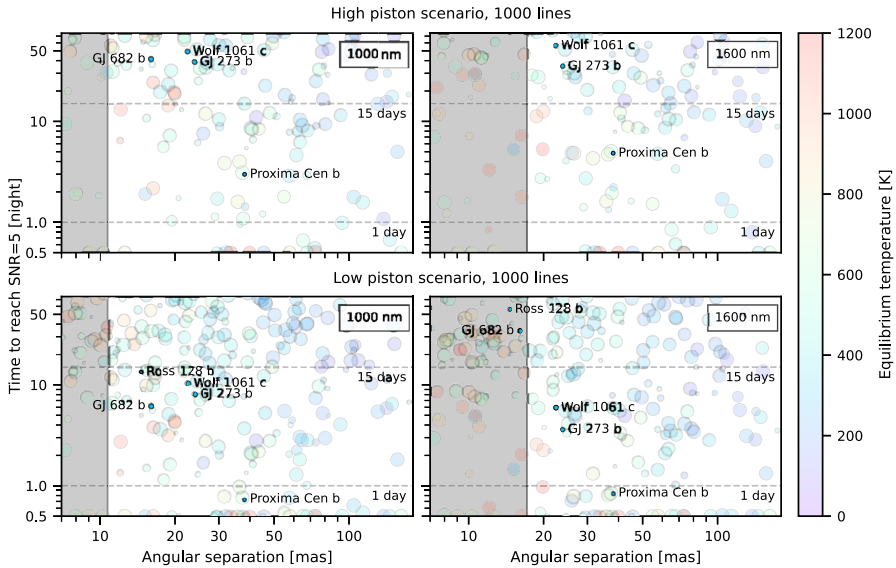 High piston scenario, 1000 lines
1000 nm
Wolf 1061 c
GJ 682 b
GJ 273 b
15 days
Proxima Cen b
1 day
50
10
1.0
0.5
1600 nm
Wolf 1061 c
GJ 273 b
15 days
Proxima Cen b
1 day
Low piston scenario, 1000 lines
1000 nm
Ross 128 b
15 days
Wolf 1061 c
GJ 273 b
GJ 682 b
Proxima Cen b
1 day
50
10
1.0
0.5
10
20
30
50
100
Angular separation [mas]
1600 nm
Ross 128 b
GJ 682 b
15 days
Wolf 1061 c
GJ 273 b
Proxima Cen b
1 day
10
20
30
50
100
Angular separation [mas]
Time to reach SNR=5 [night]
1200
1000
800
600
400
200
0
Equilibrium temperature [K]